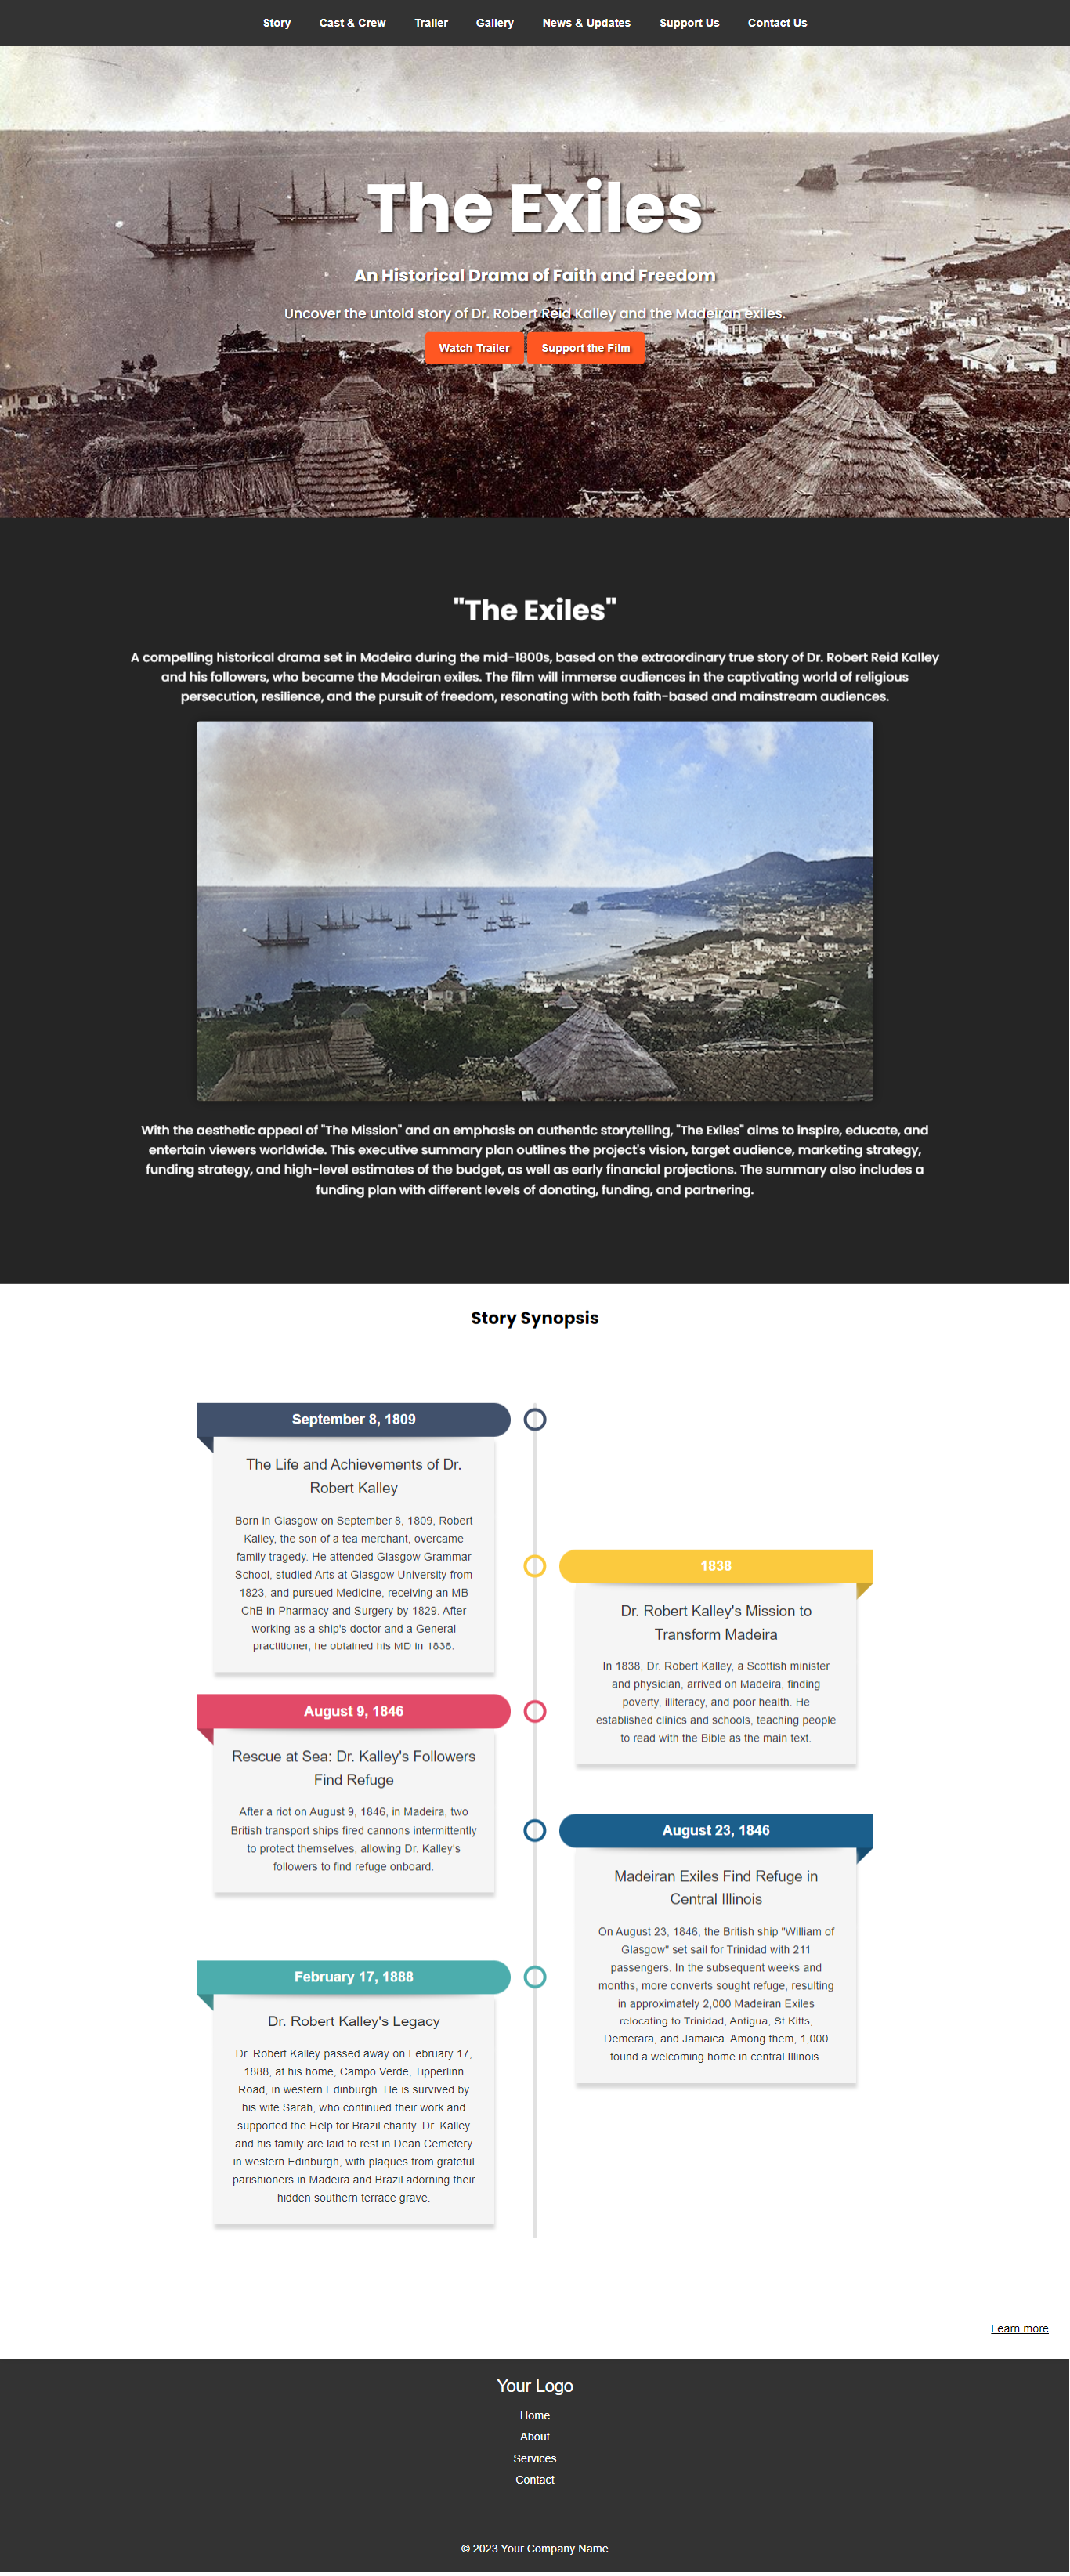 Story Cast & Crew Trailer Gallery News & Updates Support Us Contact Us
The Exiles
An Historical Drama of Faith and Freedom
Uncover the untold story of Dr. Robert Reid Kalley and the Madeiran exiles.
Watch Trailer Support the Film
"The Exiles"
A compelling historical drama set in Madeira during the mid-1800s, based on the extraordinary true story of Dr. Robert Reid Kalley
and his followers, who became the Madeiran exiles. The film will immerse audiences in the captivating world of religious
persecution, resilience, and the pursuit of freedom, resonating with both faith-based and mainstream audiences.
With the aesthetic appeal of "The Mission" and an emphasis on authentic storytelling, "The Exiles" aims to inspire, educate, and
entertain viewers worldwide. This executive summary plan outlines the project's vision, target audience, marketing strategy,
funding strategy, and high-level estimates of the budget, as well as early financial projections. The summary also includes a
funding plan with different levels of donating, funding, and partnering.
Story Synopsis
September 8, 1809
The Life and Achievements of Dr.
Robert Kalley
Born in Glasgow on September 8, 1809, Robert
Kalley, the son of a tea merchant, overcame
family tragedy. He attended Glasgow Grammar
School, studied Arts at Glasgow University from
1823, and pursued Medicine, receiving an MB
ChB in Pharmacy and Surgery by 1829. After
working as a ship's doctor and a General
practitioner, he obtained his MD in 1838.
1838
Dr. Robert Kalley's Mission to
Transform Madeira
In 1838, Dr. Robert Kalley, a Scottish minister
and physician, arrived on Madeira, finding
poverty, illiteracy, and poor health. He
established clinics and schools, teaching people
to read with the Bible as the main text.
August 9, 1846
Rescue at Sea: Dr. Kalley's Followers
Find Refuge
After a riot on August 9, 1846, in Madeira, two
British transport ships fired cannons intermittently
to protect themselves, allowing Dr. Kalley's
followers to find refuge onboard.
August 23, 1846
Madeiran Exiles Find Refuge in
Central Illinois
On August 23, 1846, the British ship "William of
Glasgow" set sail for Trinidad with 211
passengers. In the subsequent weeks and
months, more converts sought refuge, resulting
in approximately 2,000 Madeiran Exiles
relocating to Trinidad, Antigua, St Kitts,
Demerara, and Jamaica. Among them, 1,000
found a welcoming home in central Illinois.
February 17, 1888
Dr. Robert Kalley's Legacy
Dr. Robert Kalley passed away on February 17,
1888, at his home, Campo Verde, Tipperlinn
Road, in western Edinburgh. He is survived by
his wife Sarah, who continued their work and
supported the Help for Brazil charity. Dr. Kalley
and his family are laid to rest in Dean Cemetery
in western Edinburgh, with plaques from grateful
parishioners in Madeira and Brazil adorning their
hidden southern terrace grave.
Learn more
Your Logo
Home
About
Services
Contact
© 2023 Your Company Name